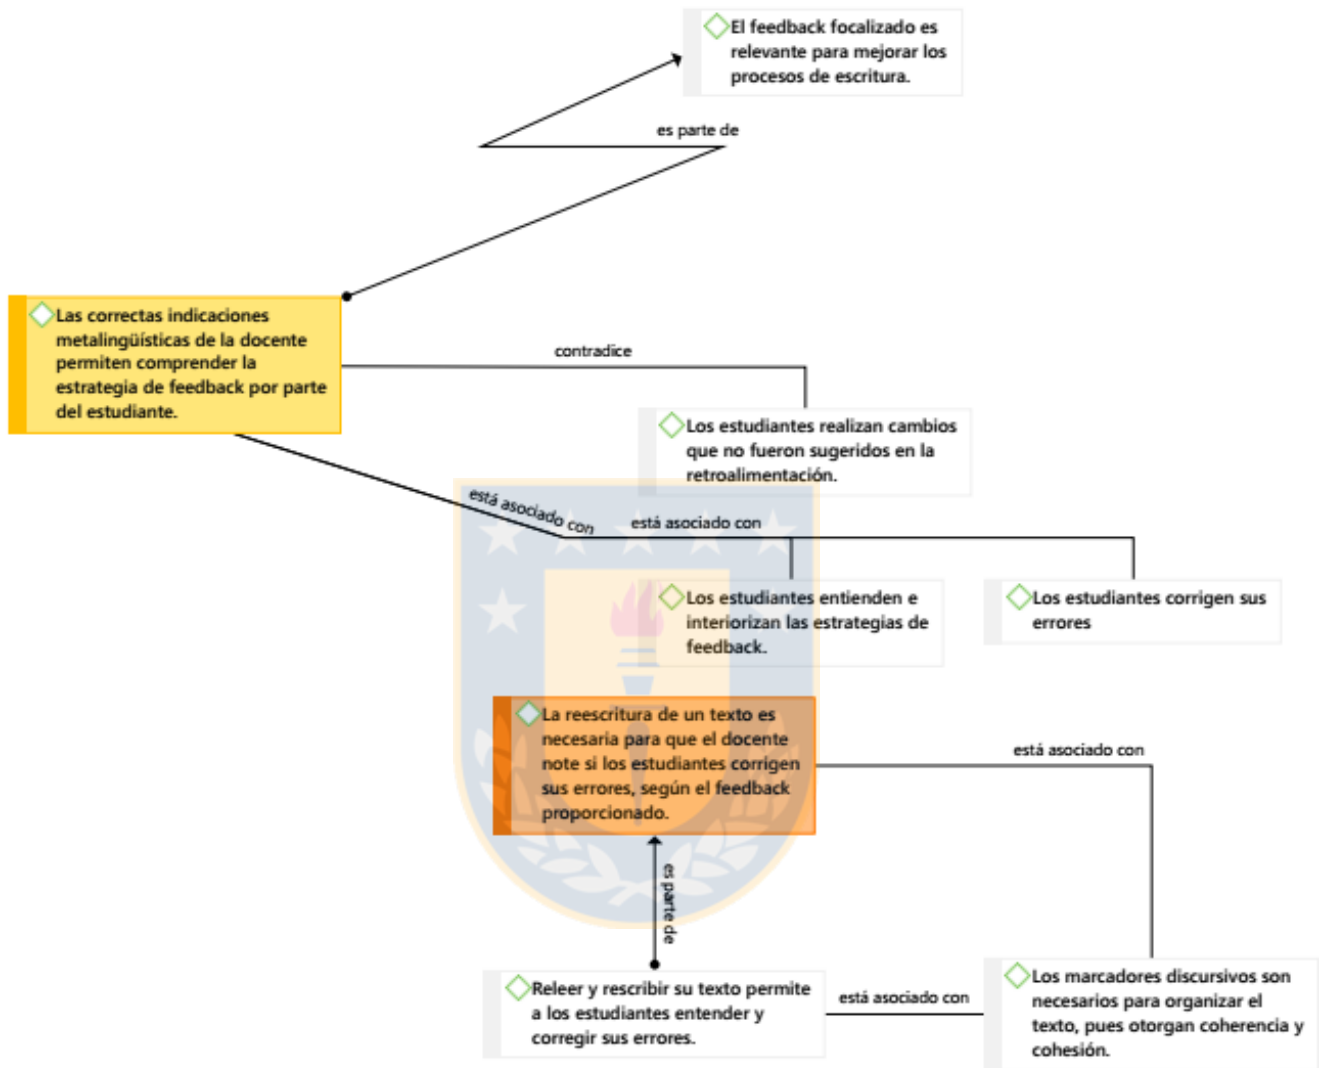 El feedback focalizado es
relevante para mejorar los
procesos de escritura.
es parte de
Las correctas indicaciones
metalingüísticas de la docente
permiten comprender la
estrategia de feedback por parte
del estudiante.
contradice
Los estudiantes realizan cambios
que no fueron sugeridos en la
retroalimentación.
está asociado con
está asociado con
Los estudiantes entienden e
interiorizan las estrategias de
feedback.
Los estudiantes corrigen sus
errores
La reescritura de un texto es
necesaria para que el docente
note si los estudiantes corrigen
sus errores, según el feedback
proporcionado.
está asociado con
es parte de
Releer y rescribir su texto permite
a los estudiantes entender y
corregir sus errores.
está asociado con
Los marcadores discursivos son
necesarios para organizar el
texto, pues otorgan coherencia y
cohesión.